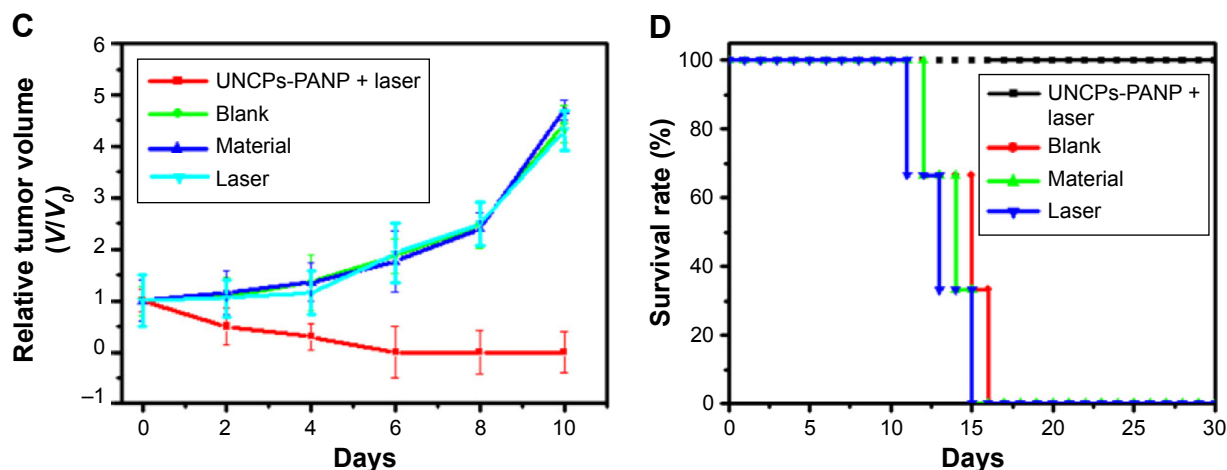 C
Relative tumor volume
(V/V0)
6
5
4
3
2
1
0
–1
0
2
4
6
8
10
Days
UNCPs-PANP + laser
Blank
Material
Laser
D
Survival rate (%)
100
80
60
40
20
0
0
5
10
15
20
25
30
Days
UNCPs-PANP +
laser
Blank
Material
Laser